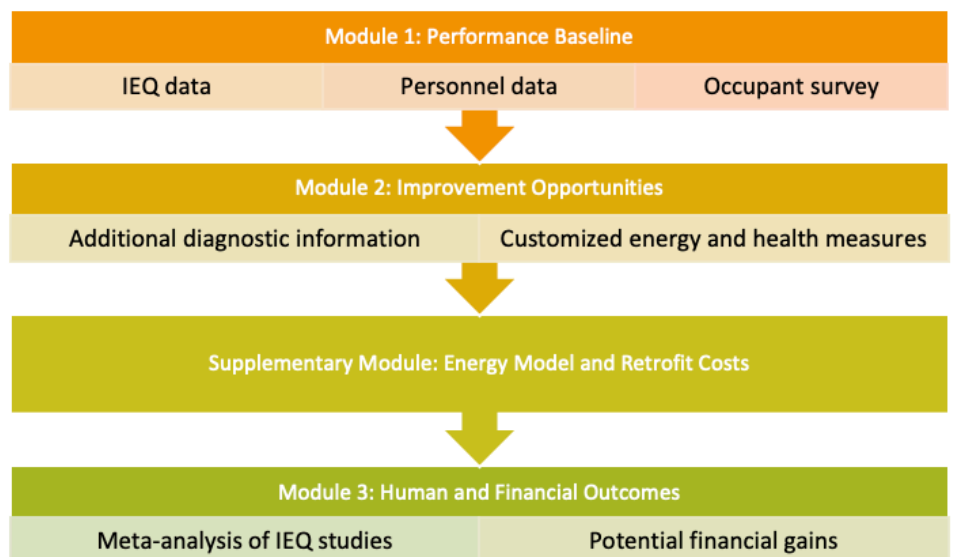 Module 1: Performance Baseline
IEQ data
Personnel data
Occupant survey
Module 2: Improvement Opportunities
Additional diagnostic information
Customized energy and health measures
Supplementary Module: Energy Model and Retrofit Costs
Module 3: Human and Financial Outcomes
Meta-analysis of IEQ studies
Potential financial gains